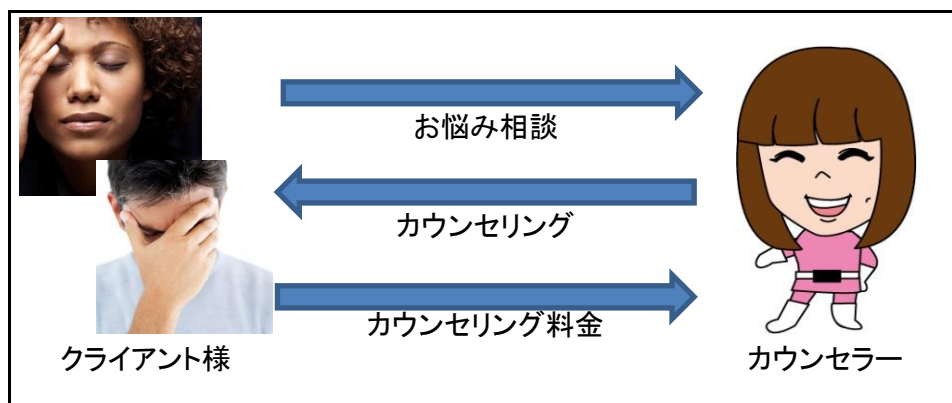 お悩み相談
カウンセリング
カウンセリング料金
クライアント様
カウンセラー